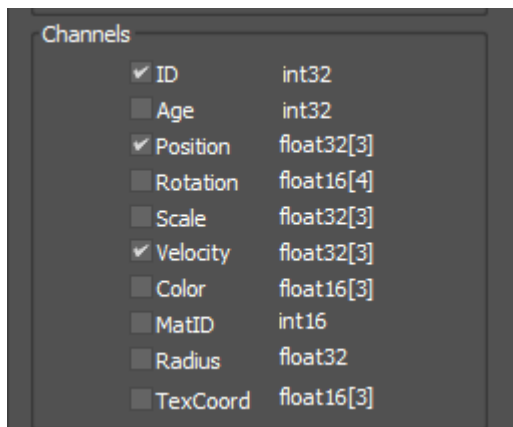 Channels
ID int32
Age int32
Position float32[3]
Rotation float16[4]
Scale float32[3]
Velocity float32[3]
Color float16[3]
MatID int16
Radius float32
TexCoord float16[3]